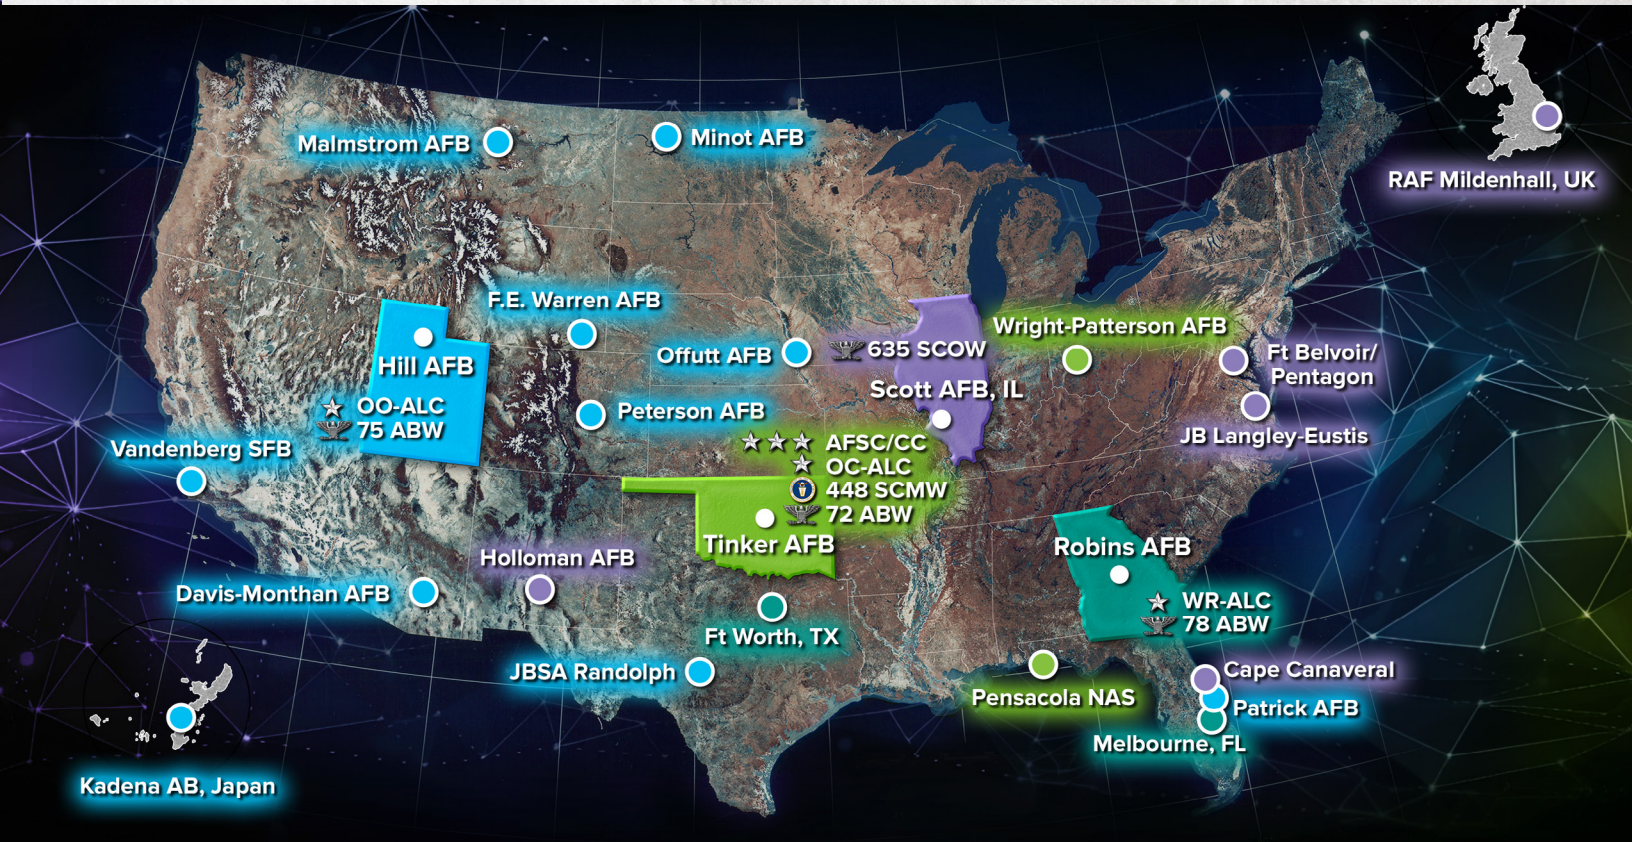 Malmstrom AFB
Minot AFB
RAF Mildenhall, UK
F.E. Warren AFB
Wright-Patterson AFB
Hill AFB
OO-ALC
75 ABW
Offutt AFB
635 SCOW
Scott AFB, IL
Ft Belvoir/
Pentagon
JB Langley-Eustis
Peterson AFB
Vandenberg SFB
AFSC/CC
OC-ALC
448 SCMW
72 ABW
Tinker AFB
Robins AFB
WR-ALC
78 ABW
Holloman AFB
Davis-Monthan AFB
Ft Worth, TX
JBSA Randolph
Pensacola NAS
Cape Canaveral
Patrick AFB
Melbourne, FL
Kadena AB, Japan